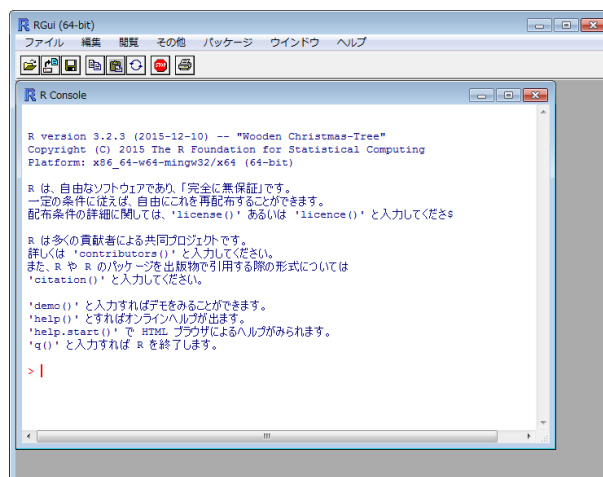 RGui (64-bit)
ファイル 編集 閲覧 その他 パッケージ ウインドウ ヘルプ
STOP
R Console
R version 3.2.3 (2015-12-10) -- "Wooden Christmas-Tree"
Copyright (C) 2015 The R Foundation for Statistical Computing
Platform: x86_64-w64-mingw32/x64 (64-bit)
R は、自由なソフトウェアであり、「完全に無保証」です。
一定の条件に従えば、自由にこれを再配布することができます。
配布条件の詳細に関しては、'license()' あるいは 'licence()' と入力してくださ$
R は多くの貢献者による共同プロジェクトです。
詳しくは 'contributors()' と入力してください。
また、R や R のパッケージを出版物で引用する際の形式については
'citation()' と入力してください。
'demo()' と入力すればデモをみることができます。
'help()' とすればオンラインヘルプが出ます。
'help.start()' で HTML ブラウザによるヘルプがみられます。
'q()' と入力すれば R を終了します。
>